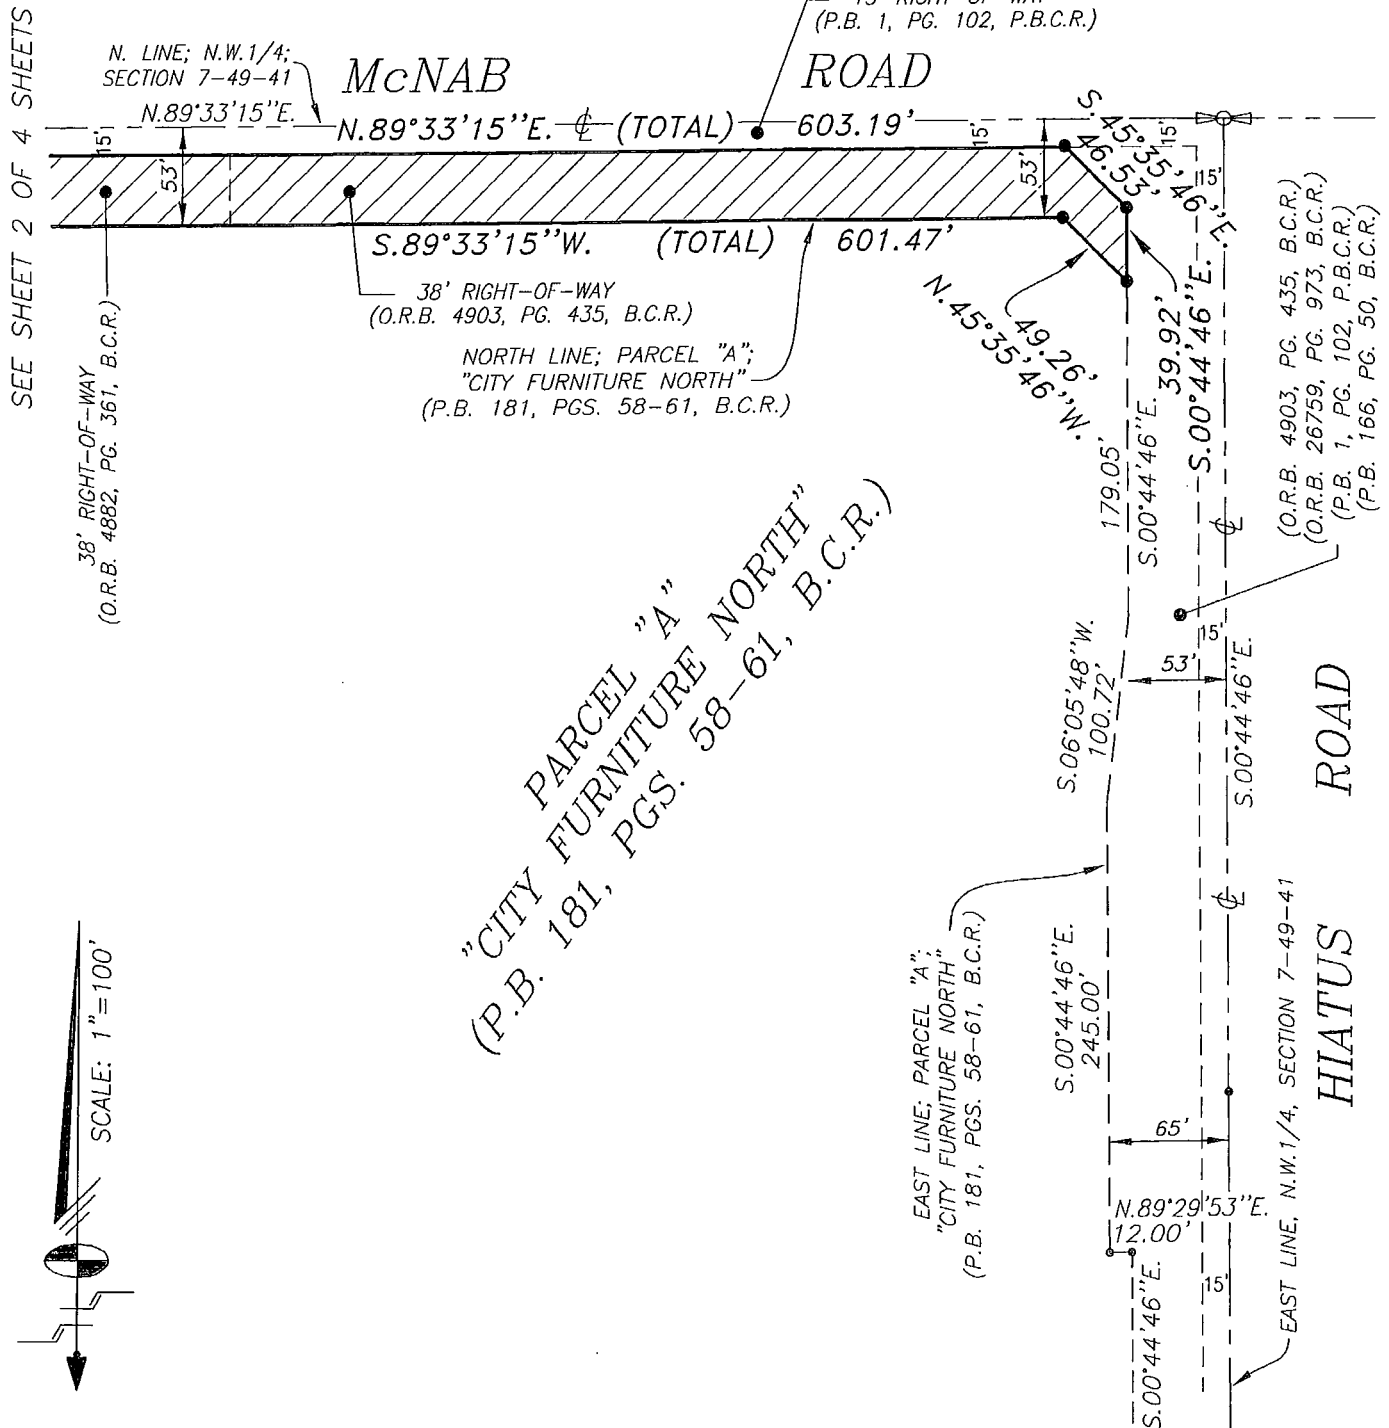 SEE SHEET 2 OF 4 SHEETS
(P.B. 1, PG. 102, P.B.C.R.)
N. LINE; N.W.1/4;
SECTION 7-49-41
McNAB ROAD
N.89°33'15"E.
N.89°33'15"E. ℄ (TOTAL) 603.19'
15'
53'
15'
53'
S.45°35'46"E.
46.53'
15'
15'
S.89°33'15"W. (TOTAL) 601.47'
38' RIGHT-OF-WAY
(O.R.B. 4903, PG. 435, B.C.R.)
NORTH LINE; PARCEL "A";
"CITY FURNITURE NORTH"
(P.B. 181, PGS. 58-61, B.C.R.)
38' RIGHT-OF-WAY
(O.R.B. 4882, PG. 361, B.C.R.)
49.26'
N.45°35'46"W.
39.92'
S.00°44'46"E.
(O.R.B. 4903, PG. 435, B.C.R.)
(O.R.B. 26759, PG. 973, B.C.R.)
(P.B. 1, PG. 102, P.B.C.R.)
(P.B. 166, PG. 50, B.C.R.)
179.05'
S.00°44'46"E.
℄
PARCEL "A"
"CITY FURNITURE NORTH"
(P.B. 181, PGS. 58-61, B.C.R.)
S.06°05'48"W.
100.72'
15'
53'
S.00°44'46"E.
HIATUS ROAD
℄
EAST LINE; PARCEL "A";
"CITY FURNITURE NORTH"
(P.B. 181, PGS. 58-61, B.C.R.)
S.00°44'46"E.
245.00'
65'
N.89°29'53"E.
12.00'
15'
S.00°44'46"E.
EAST LINE, N.W.1/4, SECTION 7-49-41
SCALE: 1"=100'